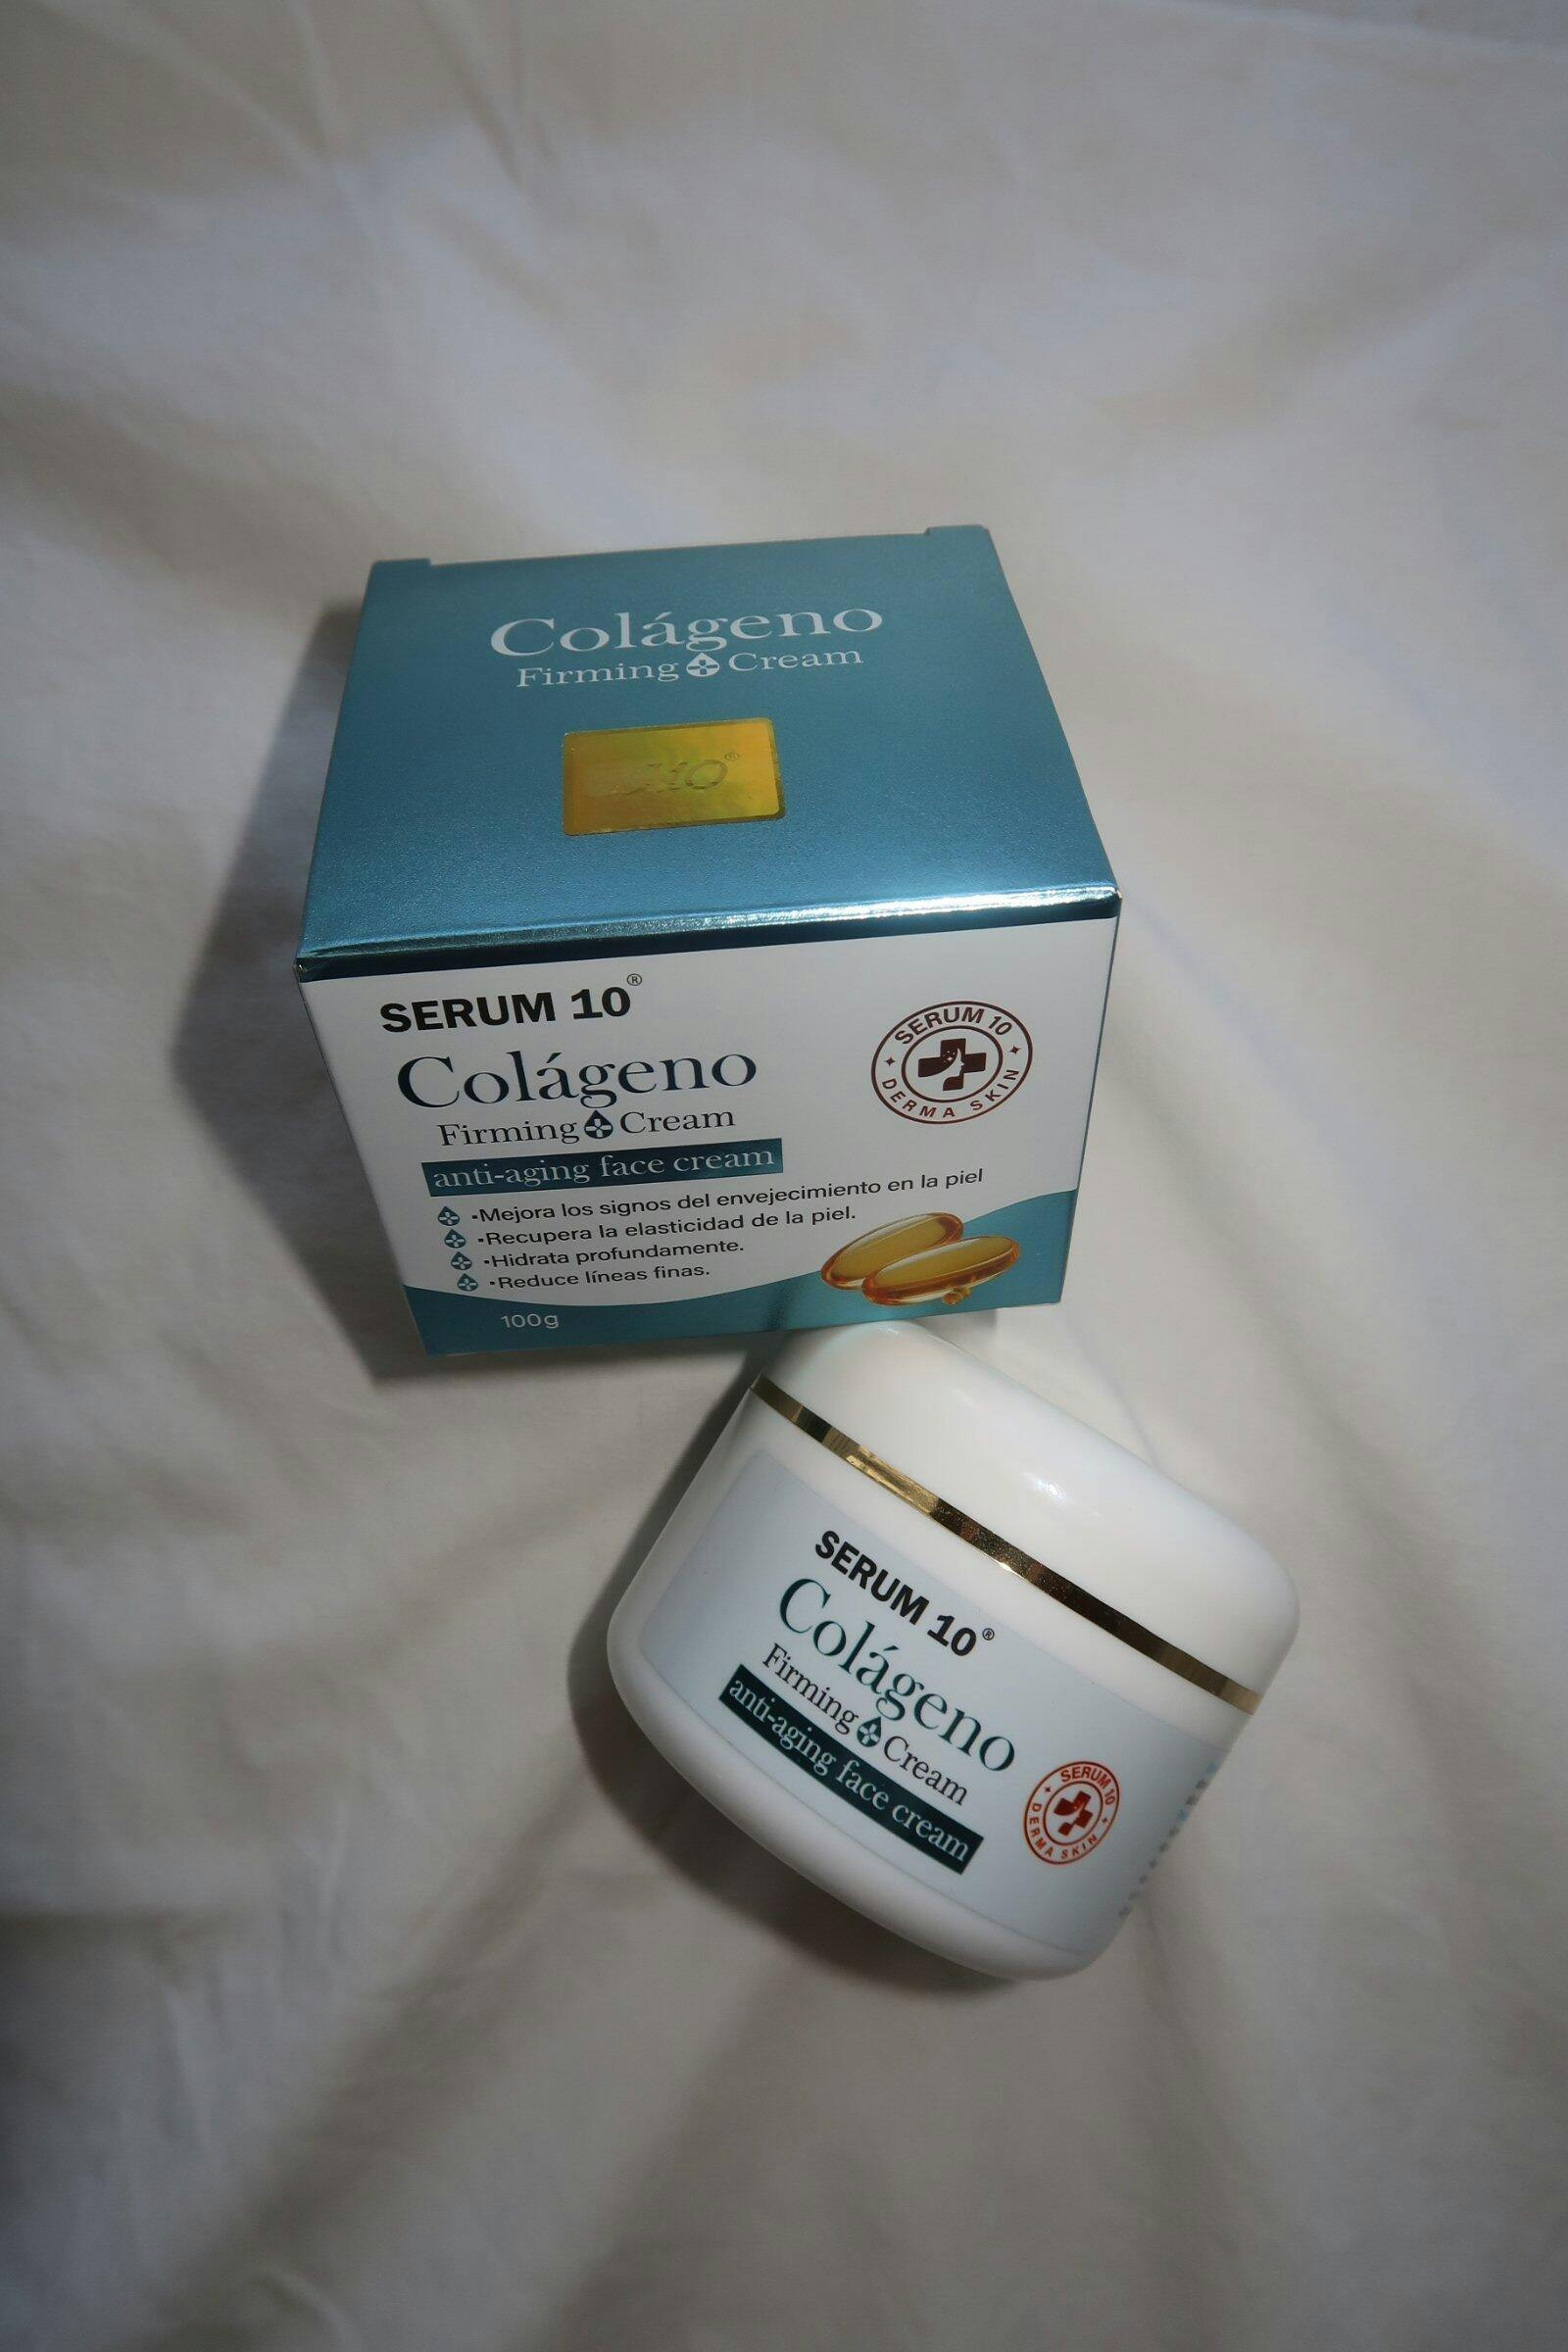 Colágeno
Firming Cream
SERUM 10®
Colágeno
Firming Cream
anti-aging face cream
·Mejora los signos del envejecimiento en la piel
·Recupera la elasticidad de la piel.
·Hidrata profundamente.
·Reduce líneas finas.
100g
SERUM 10
DERMA SKIN
SERUM 10®
Colágeno
Firming Cream
anti-aging face cream
SERUM 10
DERMA SKIN